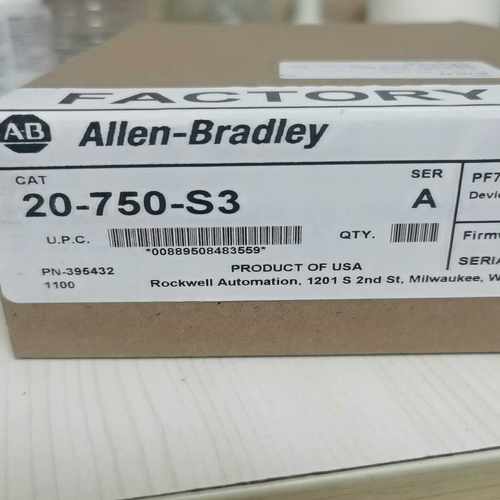 FACTORY
AB Allen-Bradley
CAT
SER
PF7
20-750-S3
A
Devic
U.P.C.
*00889508483559*
QTY.
Firmw
SERIA
PN-395432
1100
PRODUCT OF USA
Rockwell Automation, 1201 S 2nd St, Milwaukee, W